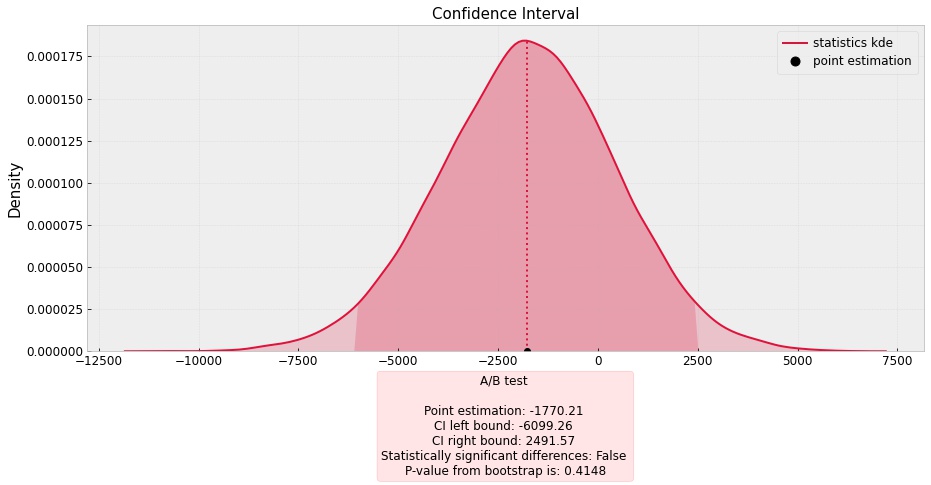 Confidence Interval
statistics kde
point estimation
Density
0.000175
0.000150
0.000125
0.000100
0.000075
0.000050
0.000025
0.000000
−12500 −10000 −7500 −5000 −2500 0 2500 5000 7500
A/B test
Point estimation: -1770.21
CI left bound: -6099.26
CI right bound: 2491.57
Statistically significant differences: False
P-value from bootstrap is: 0.4148